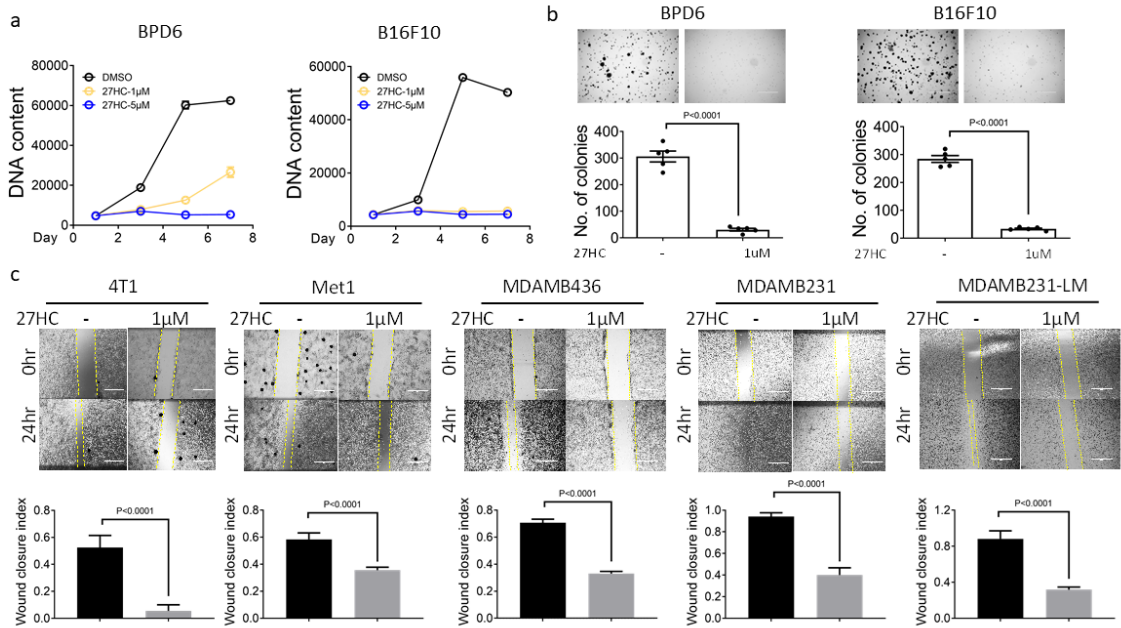 a
BPD6
B16F10
DNA content
80000
60000
40000
20000
0
DMSO
27HC-1μM
27HC-5μM
Day
0
2
4
6
8
DNA content
60000
40000
20000
0
DMSO
27HC-1μM
27HC-5μM
0
2
4
6
8
b
BPD6
B16F10
No. of colonies
400
300
200
100
0
P<0.0001
27HC
-
1uM
No. of colonies
400
300
200
100
0
P<0.0001
27HC
-
1uM
c
4T1
Met1
MDAMB436
MDAMB231
MDAMB231-LM
27HC - 1μM
27HC - 1μM
27HC - 1μM
27HC - 1μM
27HC - 1μM
0hr
0hr
0hr
0hr
0hr
24hr
24hr
24hr
24hr
24hr
Wound closure index
0.8
0.6
0.4
0.2
0.0
P<0.0001
Wound closure index
0.8
0.6
0.4
0.2
0.0
P<0.0001
Wound closure index
0.8
0.6
0.4
0.2
0.0
P<0.0001
Wound closure index
1.0
0.8
0.6
0.4
0.2
0.0
P<0.0001
Wound closure index
1.2
0.8
0.4
0.0
P<0.0001